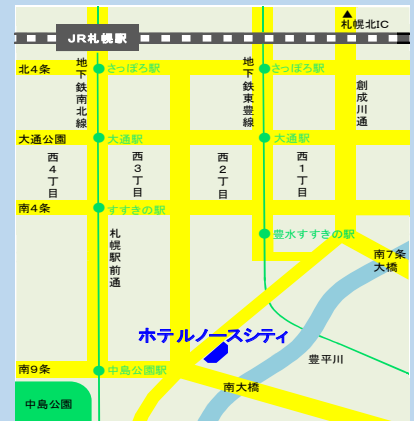 札幌北IC
JR札幌駅
北4条
地下鉄南北線
さっぽろ駅
地下鉄東豊線
さっぽろ駅
創成川通
大通公園
大通駅
大通駅
西4丁目
西3丁目
西2丁目
西1丁目
南4条
すすきの駅
札幌駅前通
豊水すすきの駅
南7条
大橋
ホテルノースシティ
豊平川
南9条
中島公園駅
南大橋
中島公園